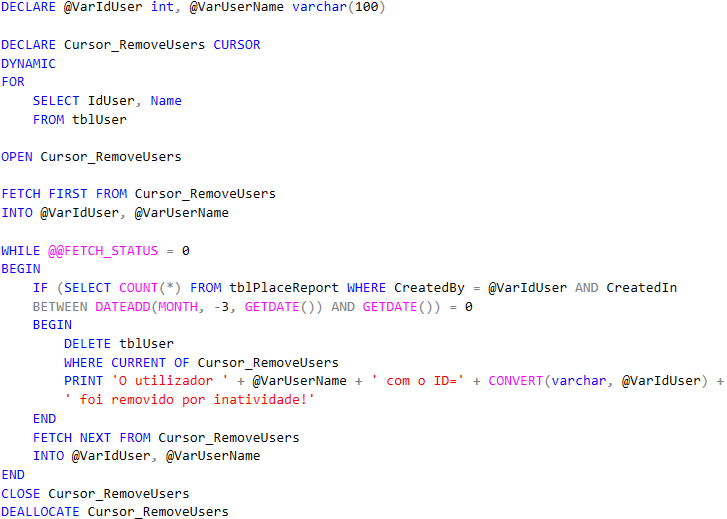 DECLARE @VarIdUser int, @VarUserName varchar(100)

DECLARE Cursor_RemoveUsers CURSOR
DYNAMIC
FOR
    SELECT IdUser, Name
    FROM tblUser

OPEN Cursor_RemoveUsers

FETCH FIRST FROM Cursor_RemoveUsers
INTO @VarIdUser, @VarUserName

WHILE @@FETCH_STATUS = 0
BEGIN
    IF (SELECT COUNT(*) FROM tblPlaceReport WHERE CreatedBy = @VarIdUser AND CreatedIn
    BETWEEN DATEADD(MONTH, -3, GETDATE()) AND GETDATE()) = 0
    BEGIN
        DELETE tblUser
        WHERE CURRENT OF Cursor_RemoveUsers
        PRINT 'O utilizador ' + @VarUserName + ' com o ID=' + CONVERT(varchar, @VarIdUser) +
        ' foi removido por inatividade!'
    END
    FETCH NEXT FROM Cursor_RemoveUsers
    INTO @VarIdUser, @VarUserName
END
CLOSE Cursor_RemoveUsers
DEALLOCATE Cursor_RemoveUsers